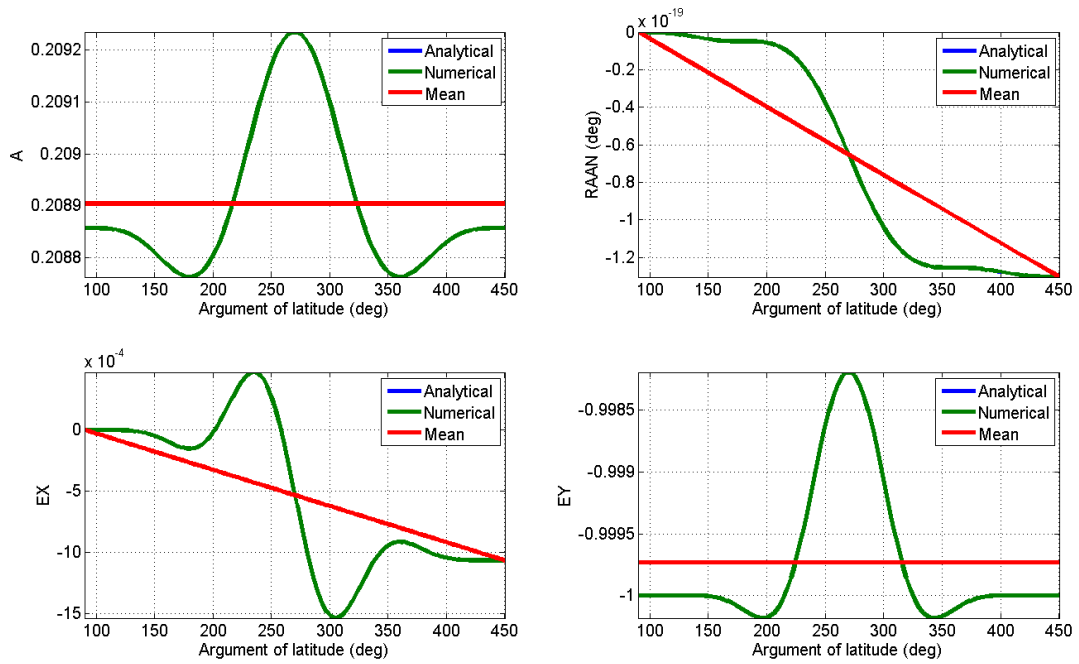 0.2092
0.2091
0.209
0.2089
0.2088
A
100 150 200 250 300 350 400 450
Argument of latitude (deg)
Analytical
Numerical
Mean
x 10^-19
0
-0.2
-0.4
-0.6
-0.8
-1
-1.2
RAAN (deg)
100 150 200 250 300 350 400 450
Argument of latitude (deg)
Analytical
Numerical
Mean
x 10^-4
0
-5
-10
-15
EX
100 150 200 250 300 350 400 450
Argument of latitude (deg)
Analytical
Numerical
Mean
-0.9985
-0.999
-0.9995
-1
EY
100 150 200 250 300 350 400 450
Argument of latitude (deg)
Analytical
Numerical
Mean